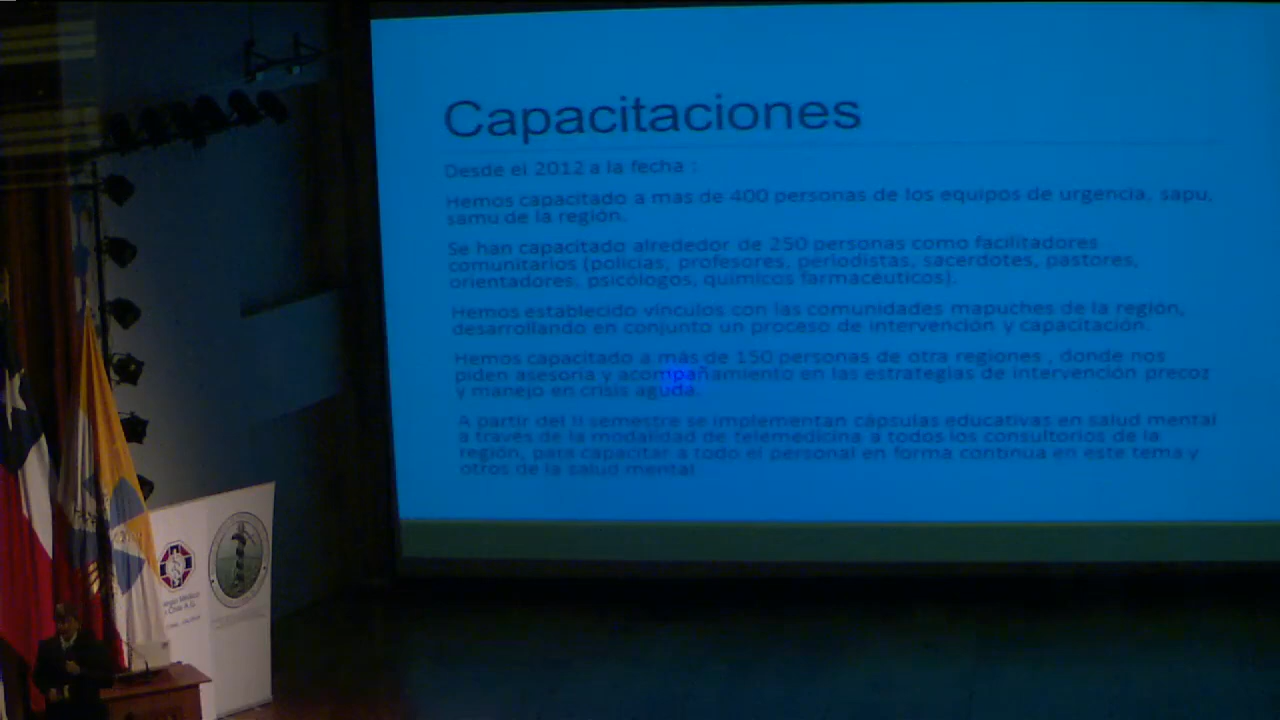 Capacitaciones
Desde el 2012 a la fecha :
Hemos capacitado a mas de 400 personas de los equipos de urgencia, sapu,
samu de la región.
Se han capacitado alrededor de 250 personas como facilitadores
comunitarios (policías, profesores, periodistas, sacerdotes, pastores,
orientadores, psicólogos, químicos farmacéuticos).
Hemos establecido vínculos con las comunidades mapuches de la región,
desarrollando en conjunto un proceso de intervención y capacitación.
Hemos capacitado a más de 150 personas de otra regiones , donde nos
piden asesoría y acompañamiento en las estrategias de intervención precoz
y manejo en crisis aguda.
A partir del II semestre se implementan cápsulas educativas en salud mental
a través de la modalidad de telemedicina a todos los consultorios de la
región, para capacitar a todo el personal en forma continua en este tema y
otros de la salud mental